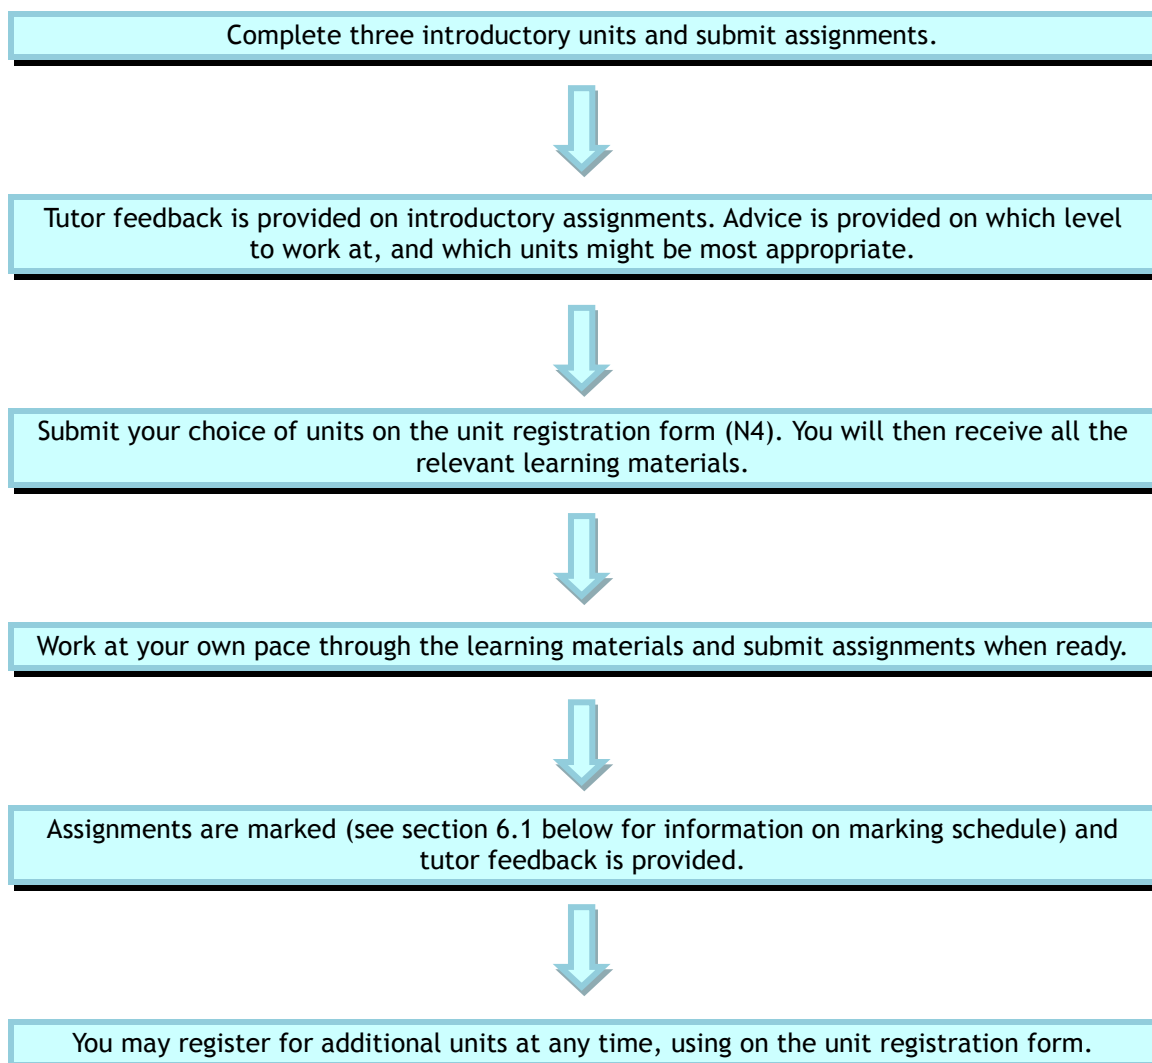 Complete three introductory units and submit assignments.
Tutor feedback is provided on introductory assignments. Advice is provided on which level
to work at, and which units might be most appropriate.
Submit your choice of units on the unit registration form (N4). You will then receive all the
relevant learning materials.
Work at your own pace through the learning materials and submit assignments when ready.
Assignments are marked (see section 6.1 below for information on marking schedule) and
tutor feedback is provided.
You may register for additional units at any time, using on the unit registration form.